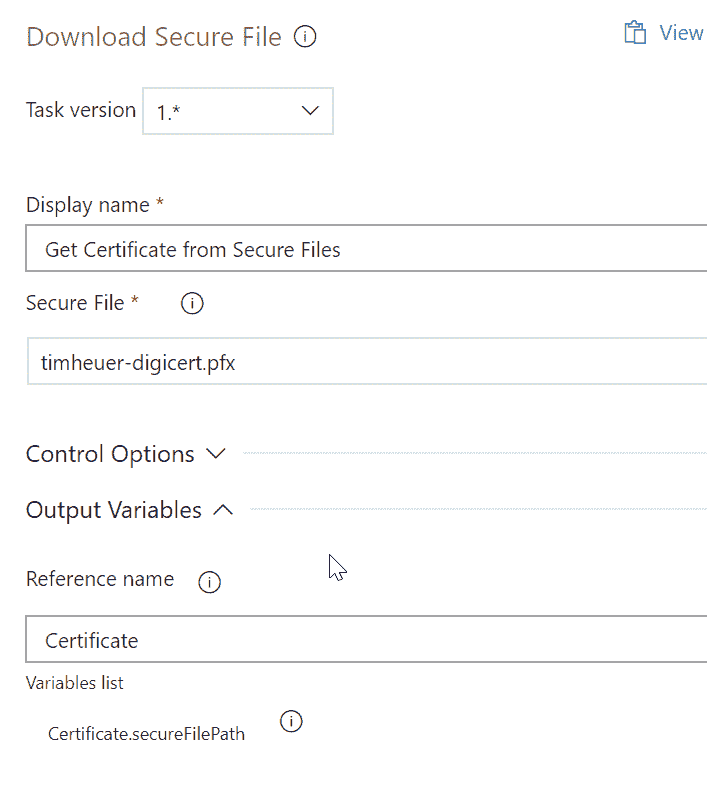 Download Secure File
View
Task version 1.*
Display name *
Get Certificate from Secure Files
Secure File *
timheuer-digicert.pfx
Control Options
Output Variables
Reference name
Certificate
Variables list
Certificate.secureFilePath